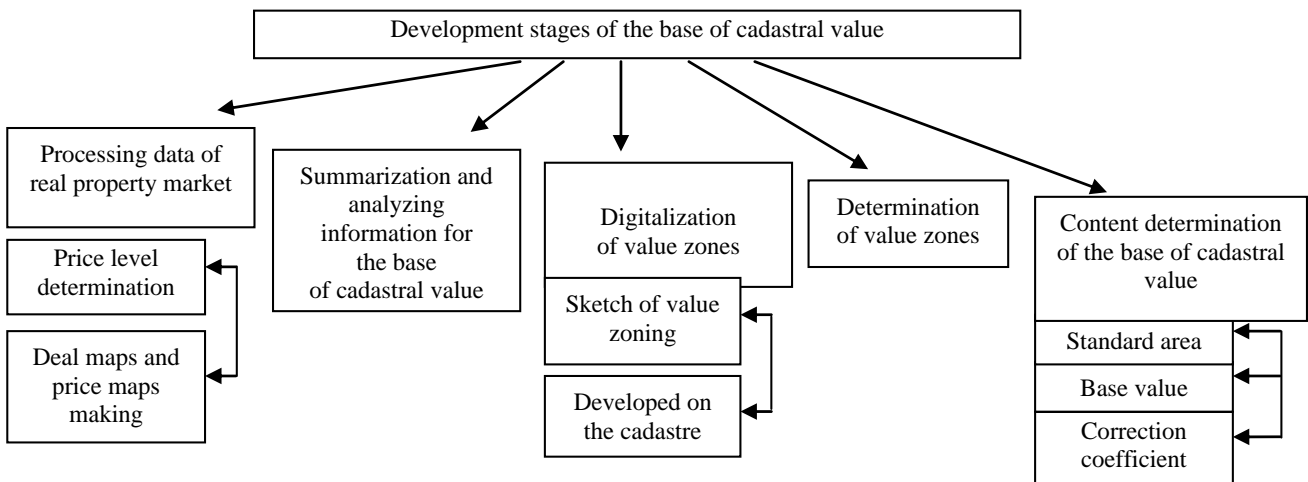 Development stages of the base of cadastral value
Processing data of
real property market
Price level
determination
Deal maps and
price maps
making
Summarization and
analyzing
information for
the base
of cadastral value
Digitalization
of value zones
Sketch of value
zoning
Developed on
the cadastre
Determination
of value zones
Content determination
of the base of cadastral
value
Standard area
Base value
Correction
coefficient